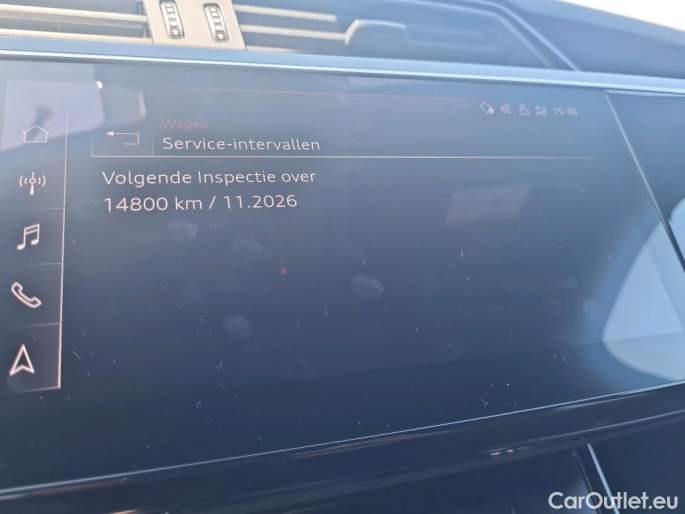 15:30
Wagen
Service-intervallen
Volgende Inspectie over
14800 km / 11.2026
CarOutlet.eu